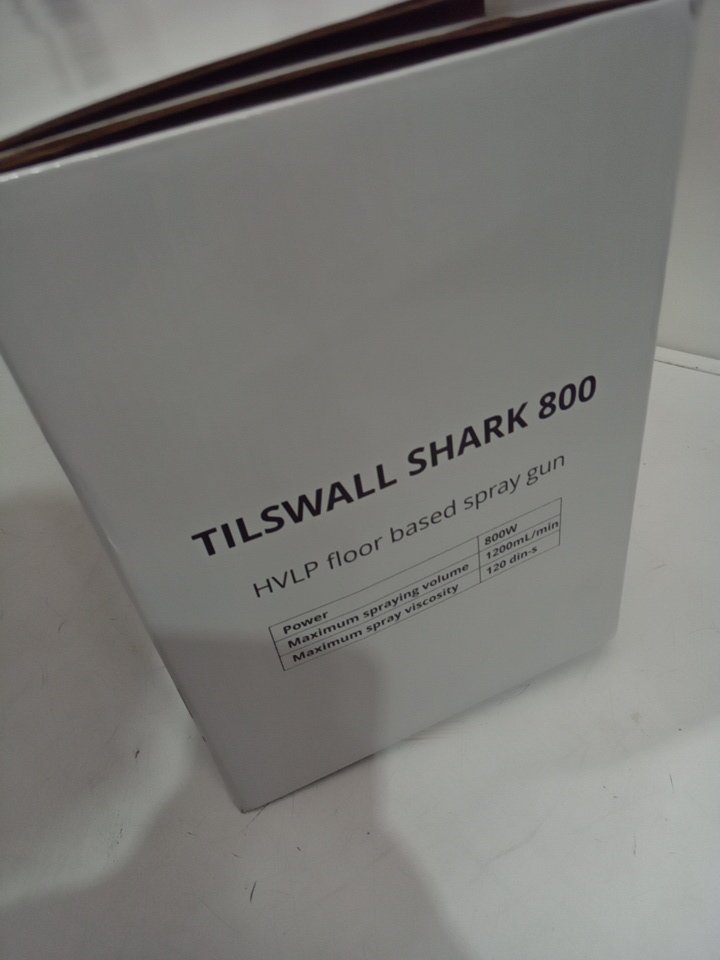 TILSWALL SHARK 800
HVLP floor based spray gun
Power 800W
Maximum spraying volume 1200mL/min
Maximum spray viscosity 120 din-s